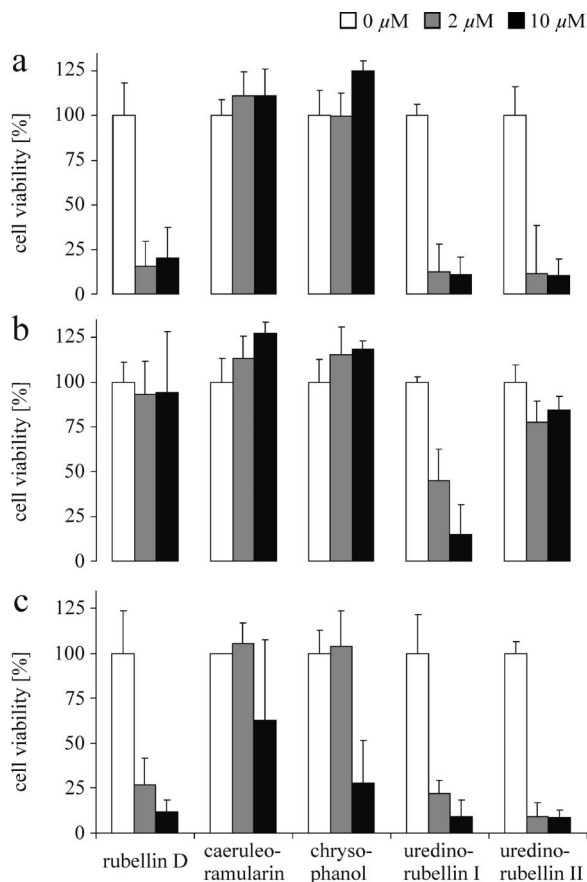 0 µM 2 µM 10 µM
a
125
100
75
50
25
0
cell viability [%]
b
125
100
75
50
25
0
cell viability [%]
c
125
100
75
50
25
0
cell viability [%]
rubellin D
caeruleo-
ramularin
chryso-
phanol
uredino-
rubellin I
uredino-
rubellin II